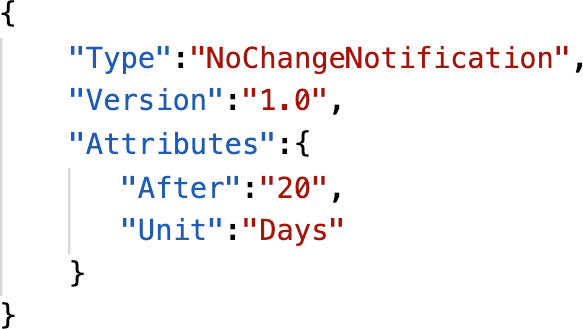 {
"Type":"NoChangeNotification",
"Version":"1.0",
"Attributes":{
"After":"20",
"Unit":"Days"
}
}